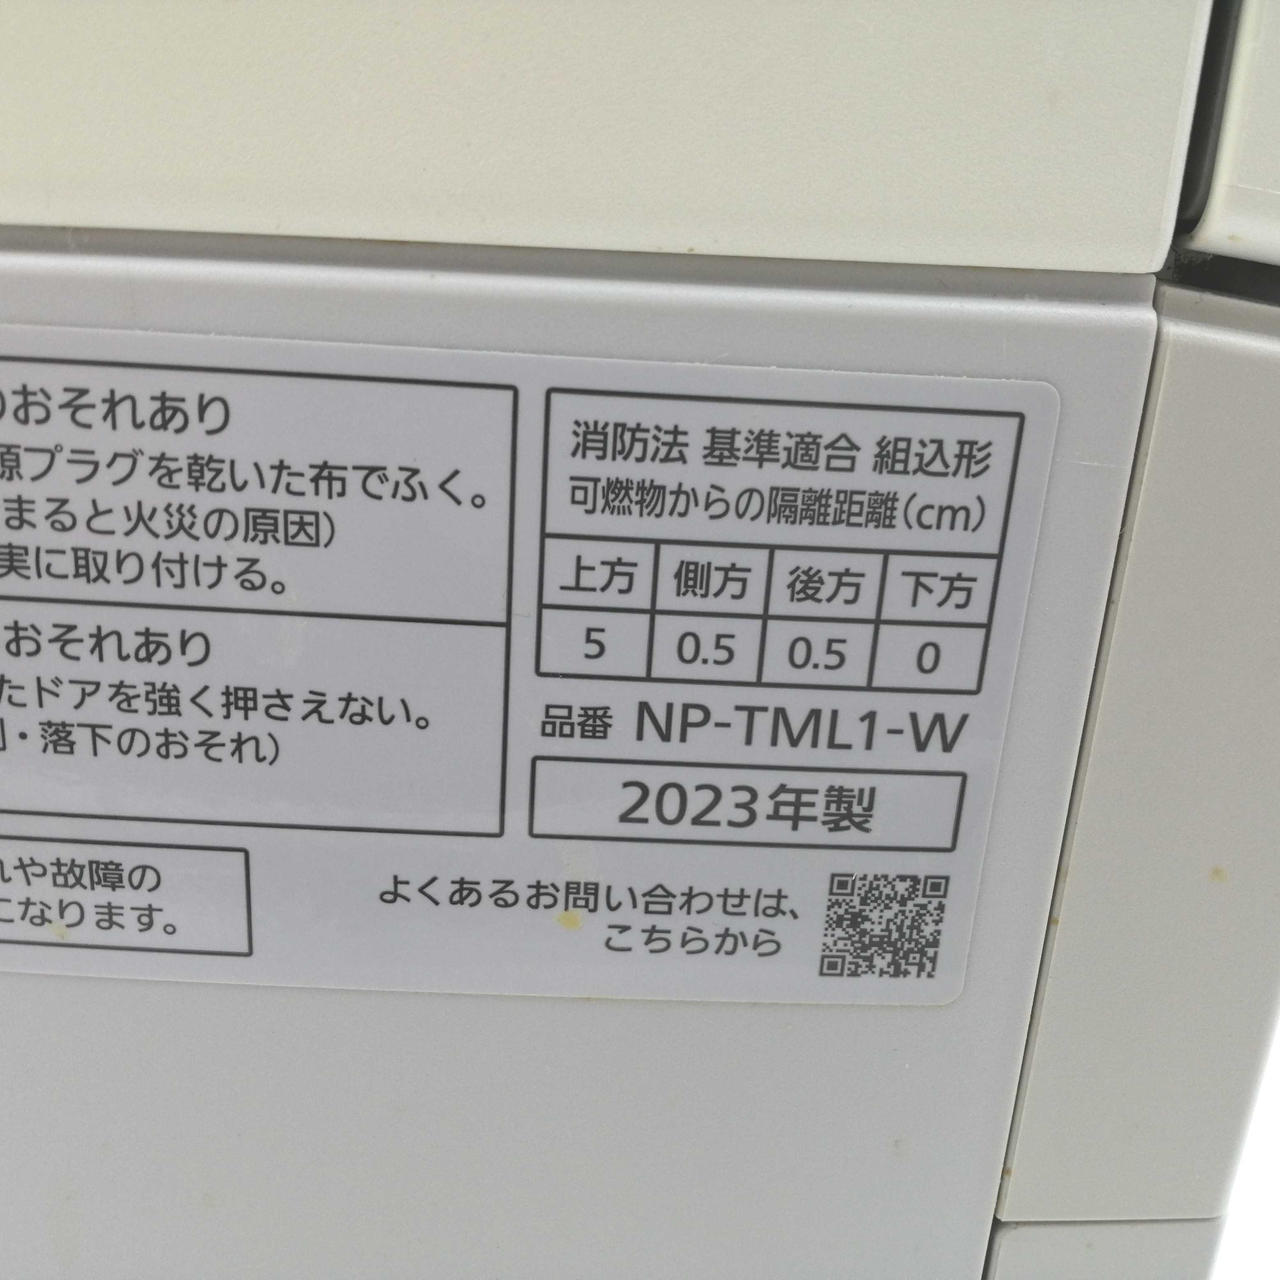 のおそれあり
源プラグを乾いた布でふく。
まると火災の原因)
実に取り付ける。
おそれあり
たドアを強く押さえない。
・落下のおそれ)
れや故障の
になります。
消防法 基準適合 組込形
可燃物からの隔離距離(cm)
上方 側方 後方 下方
5 0.5 0.5 0
品番 NP-TML1-W
2023年製
よくあるお問い合わせは、
こちらから